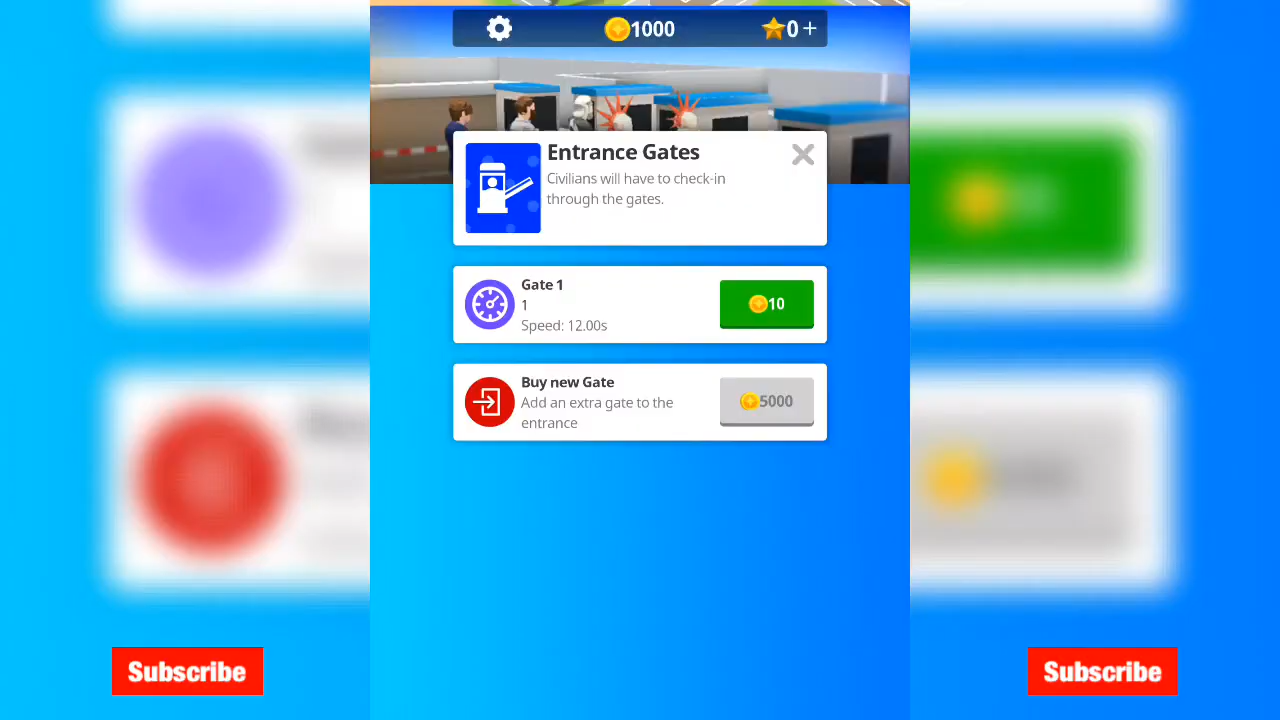 1000
0 +
Entrance Gates
Civilians will have to check-in
through the gates.
Gate 1
1
Speed: 12.00s
10
Buy new Gate
Add an extra gate to the
entrance
5000
Subscribe
Subscribe